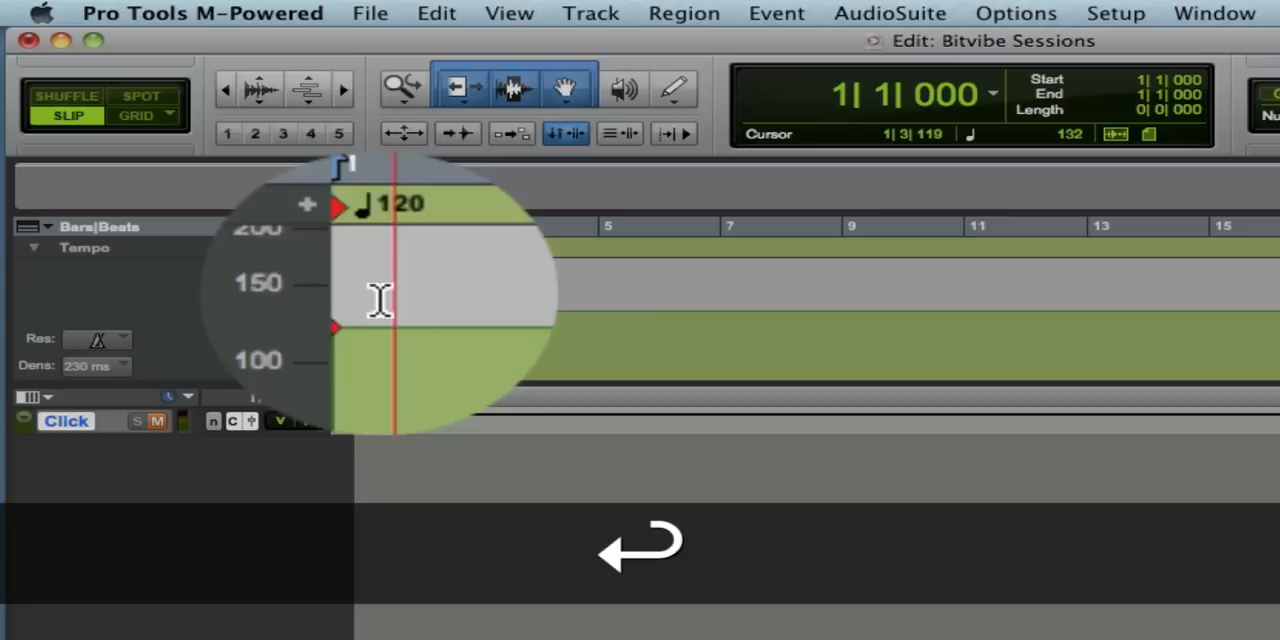 Pro Tools M-Powered File Edit View Track Region Event AudioSuite Options Setup Window
Edit: Bitvibe Sessions
SHUFFLE SPOT
SLIP GRID
1 2 3 4 5
1| 1| 000
Start 1| 1| 000
End 1| 1| 000
Length 0| 0| 000
Cursor 1| 3| 119 132
Nu
1
120
200
150
100
Bars|Beats 5 7 9 11 13 15
Tempo
Res:
Dens: 230 ms
Click S M n C V